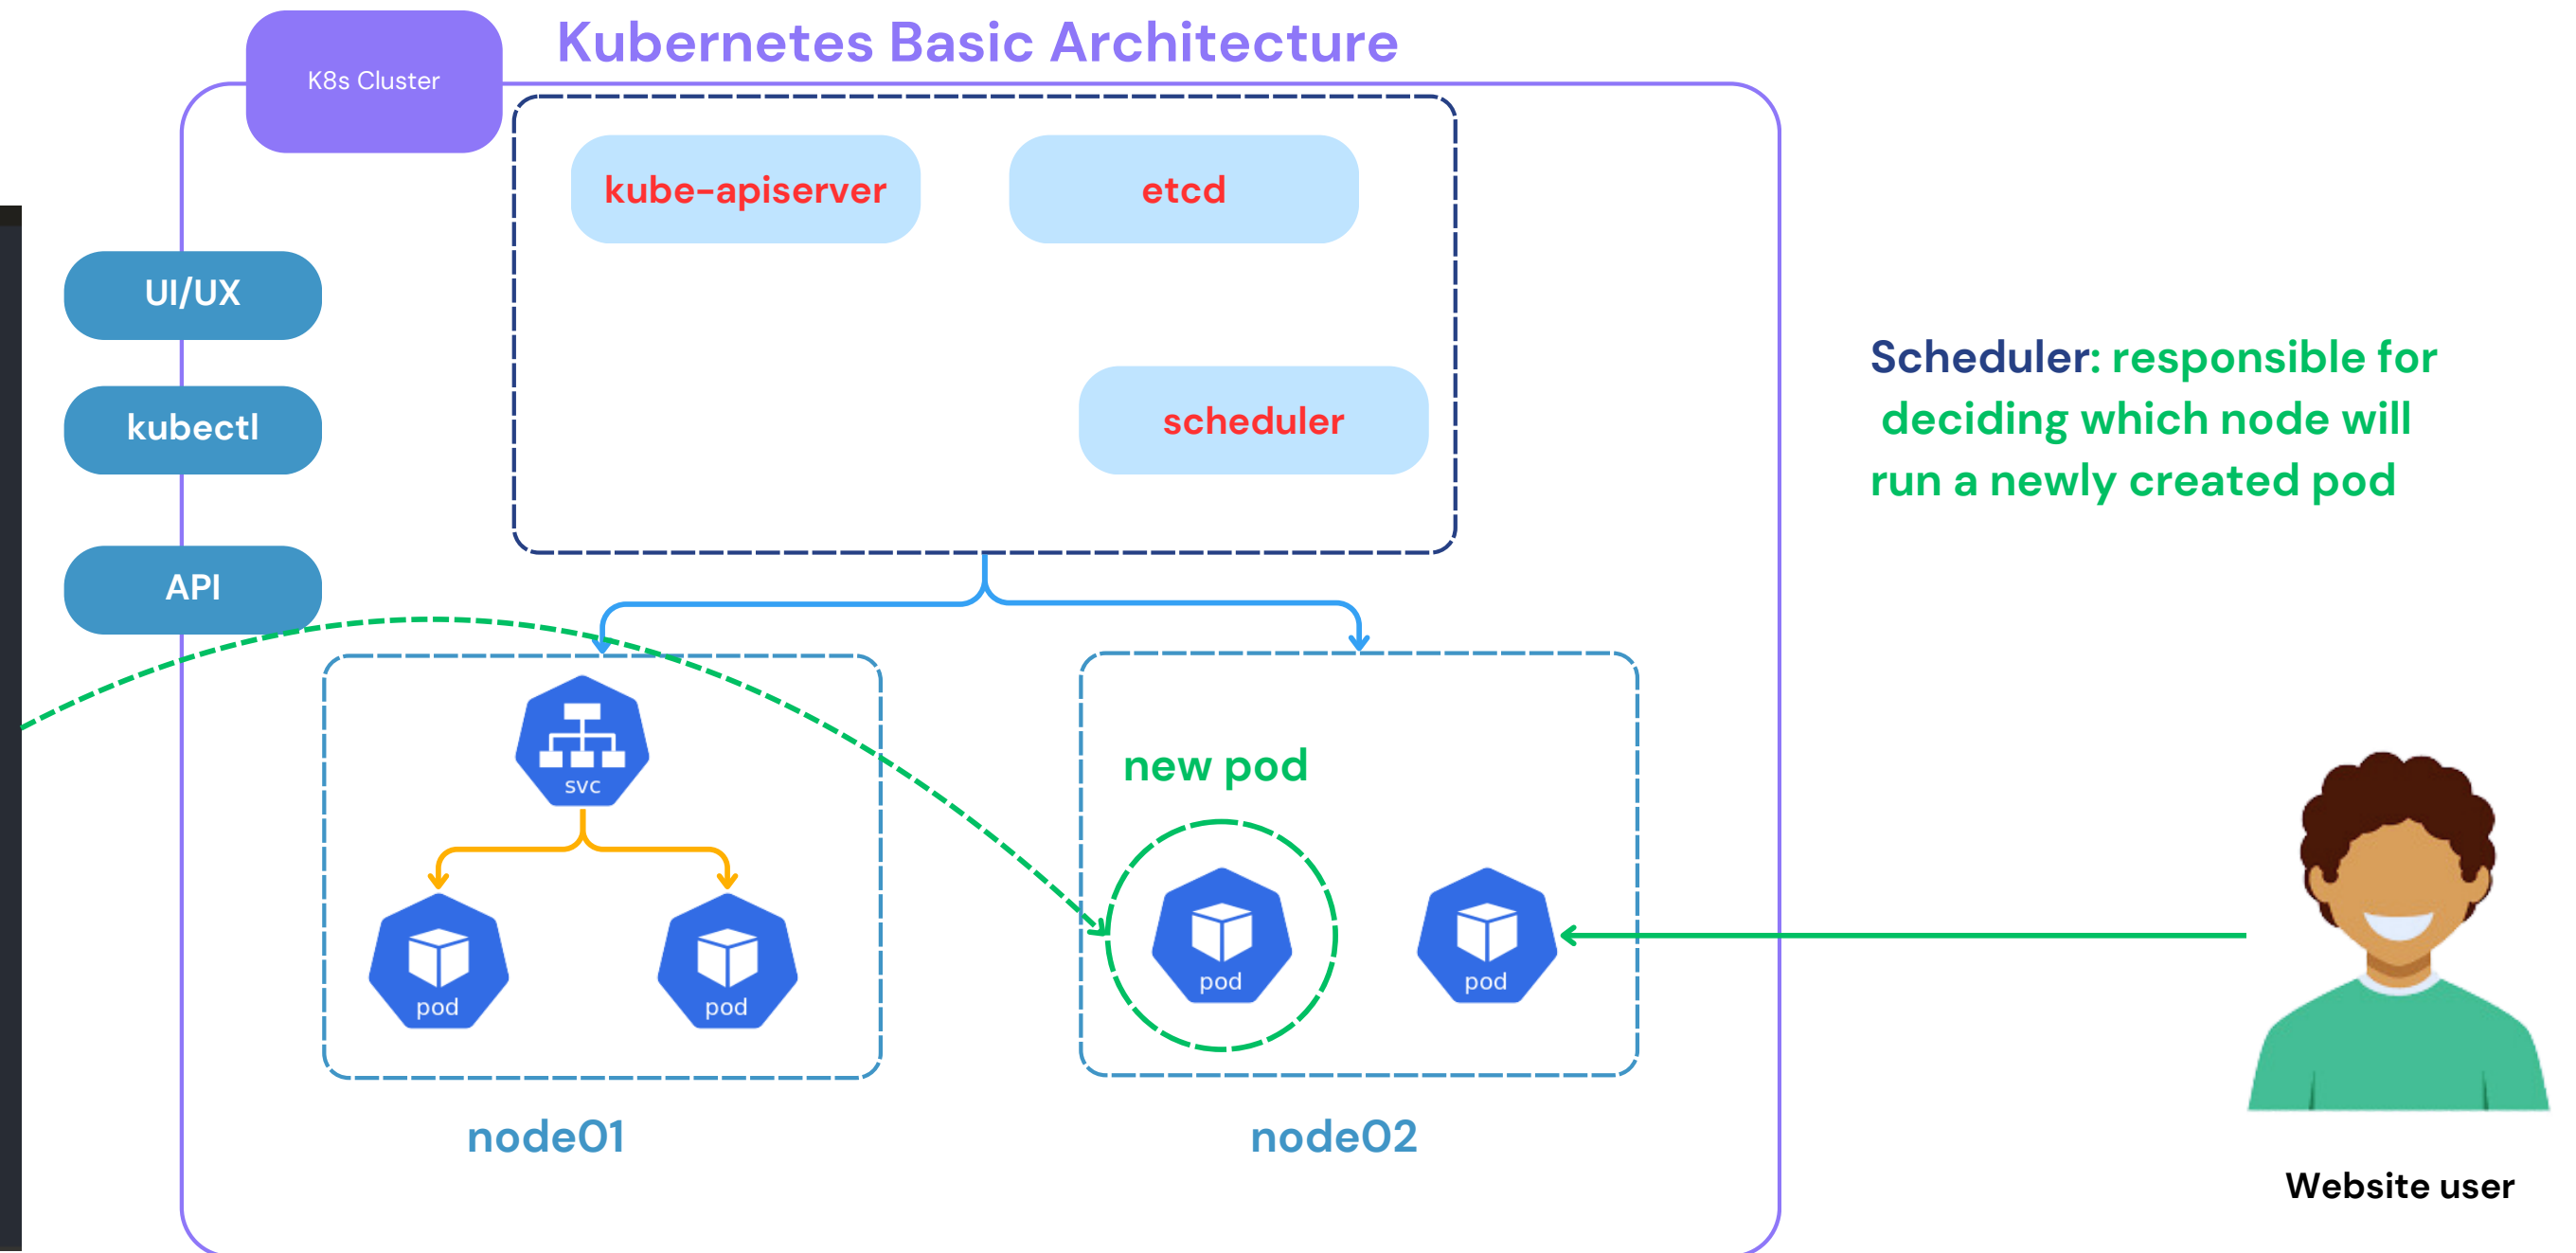 Kubernetes Basic Architecture
K8s Cluster
kube-apiserver
etcd
UI/UX
kubectl
scheduler
API
Scheduler: responsible for
deciding which node will
run a newly created pod
svc
pod
pod
new pod
pod
pod
node01
node02
Website user